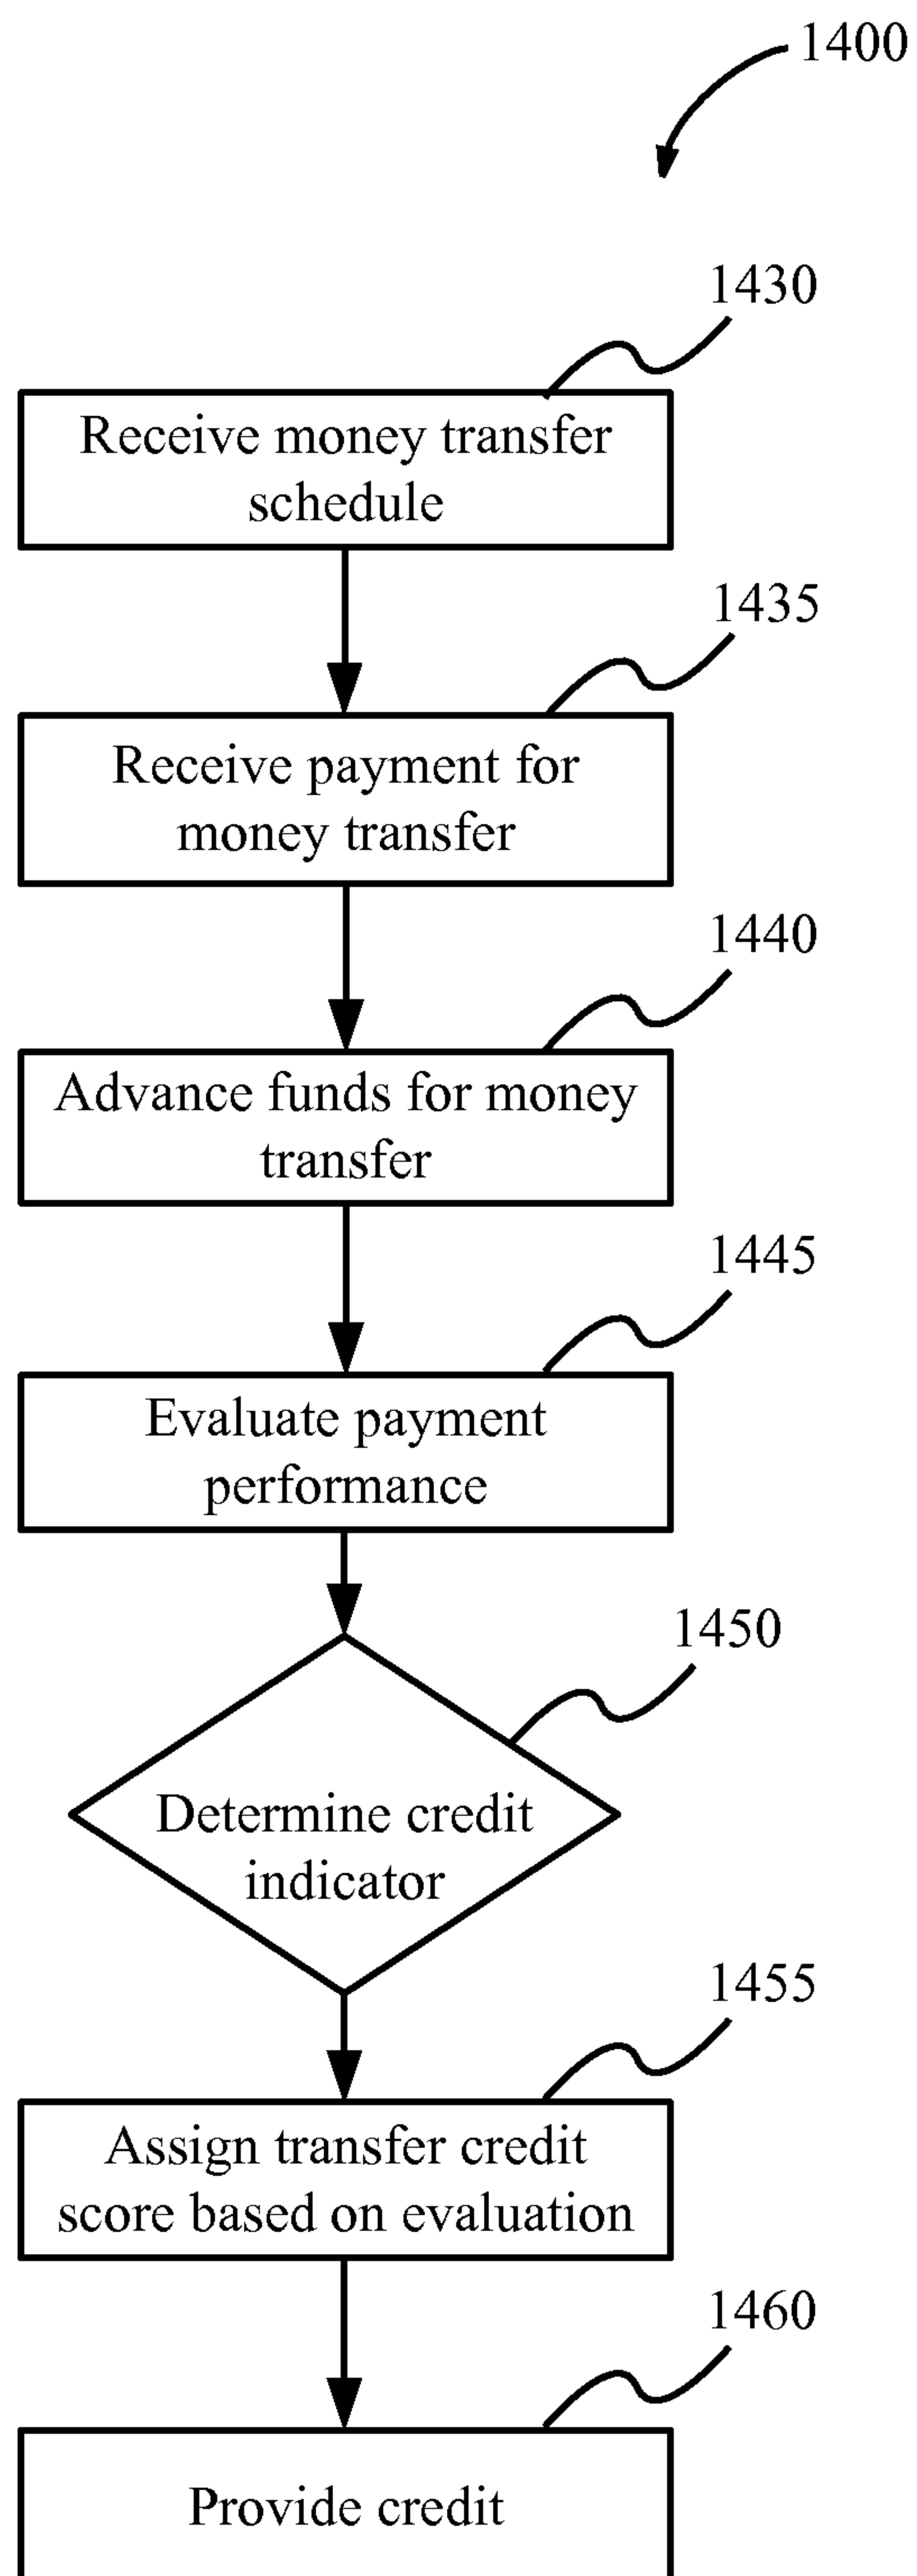 1400
1430
Receive money transfer
schedule
1435
Receive payment for
money transfer
1440
Advance funds for money
transfer
1445
Evaluate payment
performance
1450
Determine credit
indicator
1455
Assign transfer credit
score based on evaluation
1460
Provide credit